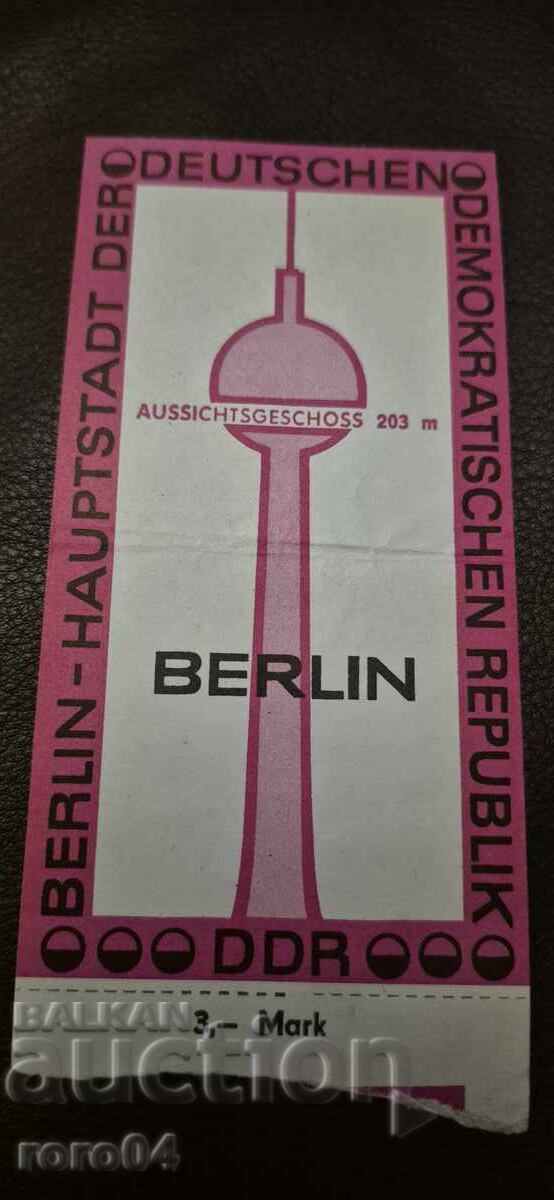 BERLIN - HAUPTSTADT DER
DEUTSCHEN
DEMOKRATISCHEN REPUBLIK
AUSSICHTSGESCHOSS 203 m
BERLIN
DDR
3,- Mark
BALKAN
auction
roro04